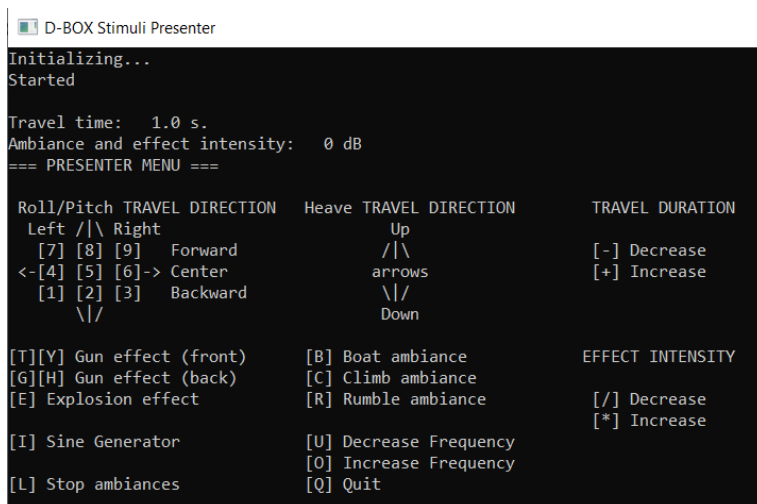 D-BOX Stimuli Presenter
Initializing...
Started
Travel time:   1.0 s.
Ambiance and effect intensity:   0 dB
=== PRESENTER MENU ===
Roll/Pitch TRAVEL DIRECTION   Heave TRAVEL DIRECTION        TRAVEL DURATION
  Left /|\ Right                        Up
   [7] [8] [9]   Forward               /|\                  [-] Decrease
 <-[4] [5] [6]-> Center               arrows                [+] Increase
   [1] [2] [3]   Backward              \|/
       \|/                             Down
[T][Y] Gun effect (front)      [B] Boat ambiance           EFFECT INTENSITY
[G][H] Gun effect (back)       [C] Climb ambiance
[E] Explosion effect           [R] Rumble ambiance          [/] Decrease
                                                            [*] Increase
[I] Sine Generator             [U] Decrease Frequency
                               [O] Increase Frequency
[L] Stop ambiances             [Q] Quit